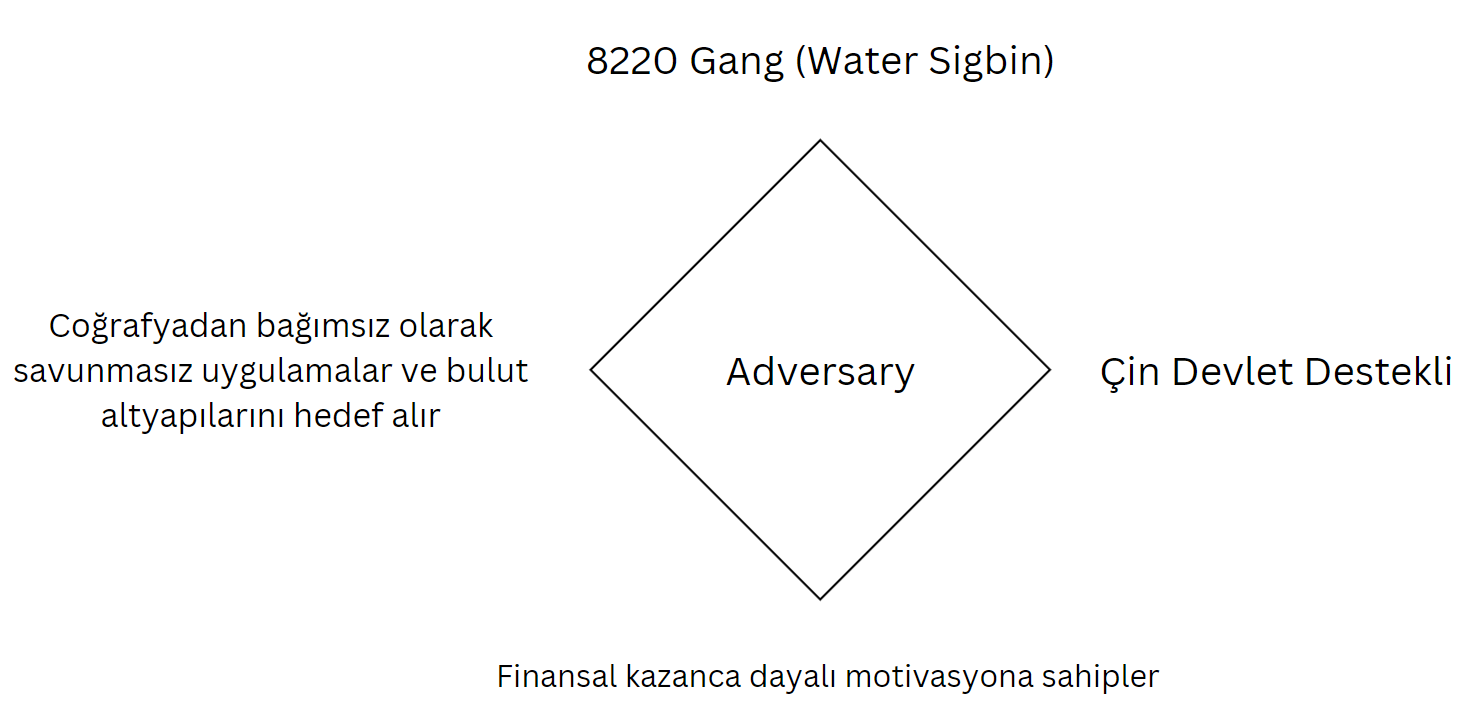 8220 Gang (Water Sigbin)
Coğrafyadan bağımsız olarak
savunmasız uygulamalar ve bulut
altyapılarını hedef alır
Adversary
Çin Devlet Destekli
Finansal kazanca dayalı motivasyona sahipler